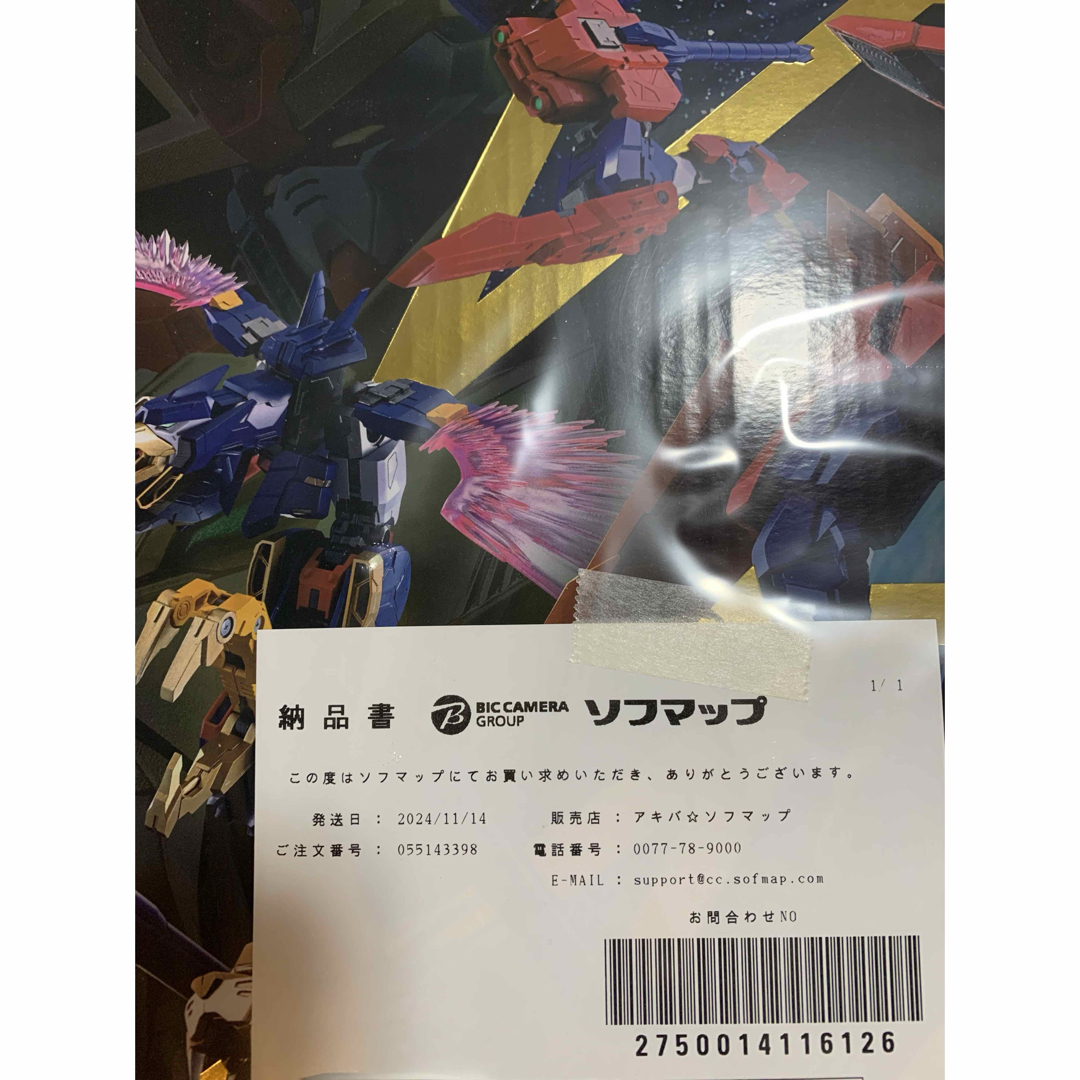 1/ 1
納品書 BIC CAMERA GROUP ソフマップ
この度はソフマップにてお買い求めいただき、ありがとうございます。
発送日 : 2024/11/14 販売店 : アキバ☆ソフマップ
ご注文番号 : 055143398 電話番号 : 0077-78-9000
E-MAIL : support@cc.sofmap.com
お問合わせNO
2750014116126